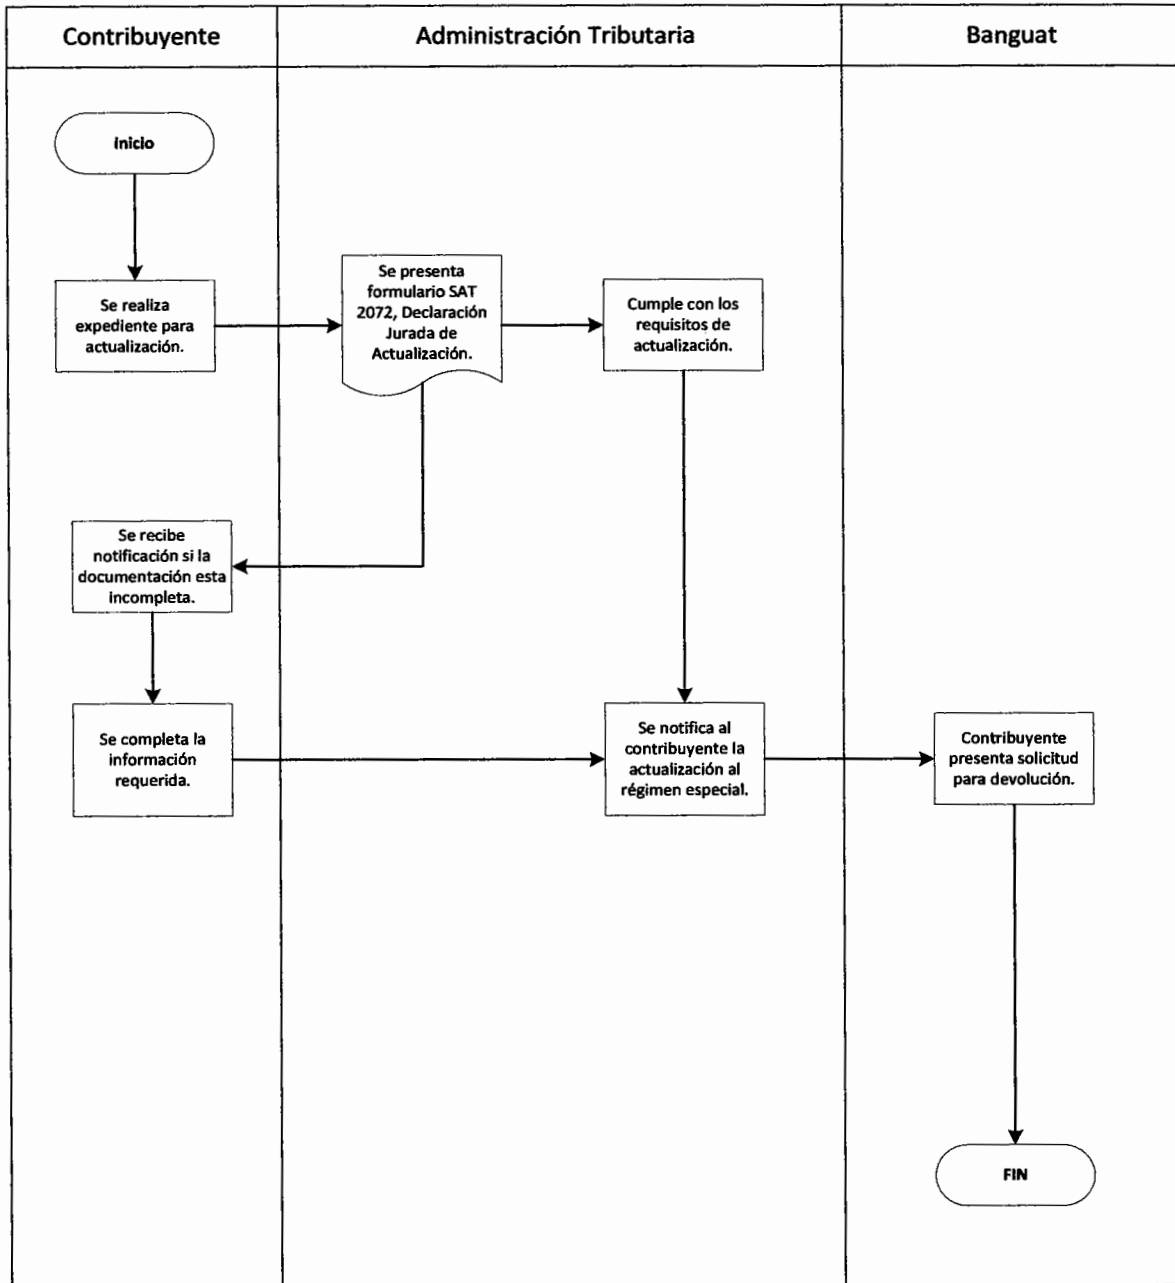 Contribuyente
Administración Tributaria
Banguat
Inicio
Se realiza
expediente para
actualización.
Se presenta
formulario SAT
2072, Declaración
Jurada de
Actualización.
Cumple con los
requisitos de
actualización.
Se recibe
notificación si la
documentación esta
incompleta.
Se completa la
información
requerida.
Se notifica al
contribuyente la
actualización al
régimen especial.
Contribuyente
presenta solicitud
para devolución.
FIN